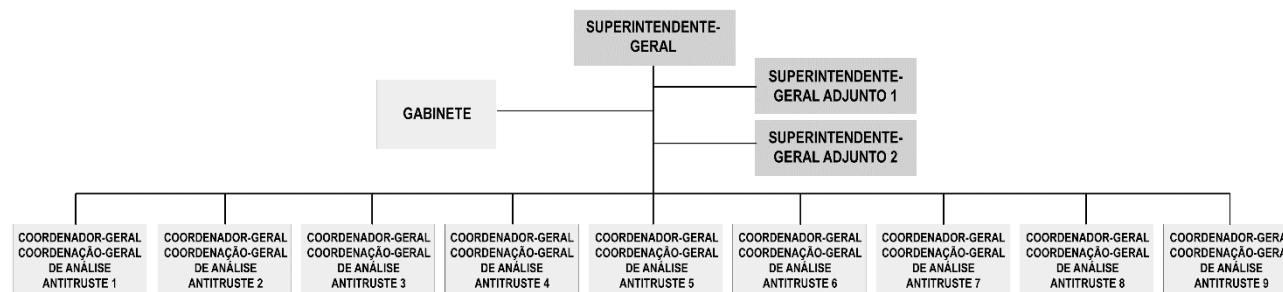 SUPERINTENDENTE-
GERAL
SUPERINTENDENTE-
GERAL ADJUNTO 1
GABINETE
SUPERINTENDENTE-
GERAL ADJUNTO 2
COORDENADOR-GERAL
COORDENAÇÃO-GERAL
DE ANÁLISE
ANTITRUSTE 1
COORDENADOR-GERAL
COORDENAÇÃO-GERAL
DE ANÁLISE
ANTITRUSTE 2
COORDENADOR-GERAL
COORDENAÇÃO-GERAL
DE ANÁLISE
ANTITRUSTE 3
COORDENADOR-GERAL
COORDENAÇÃO-GERAL
DE ANÁLISE
ANTITRUSTE 4
COORDENADOR-GERAL
COORDENAÇÃO-GERAL
DE ANÁLISE
ANTITRUSTE 5
COORDENADOR-GERAL
COORDENAÇÃO-GERAL
DE ANÁLISE
ANTITRUSTE 6
COORDENADOR-GERAL
COORDENAÇÃO-GERAL
DE ANÁLISE
ANTITRUSTE 7
COORDENADOR-GERAL
COORDENAÇÃO-GERAL
DE ANÁLISE
ANTITRUSTE 8
COORDENADOR-GERAL
COORDENAÇÃO-GERAL
DE ANÁLISE
ANTITRUSTE 9